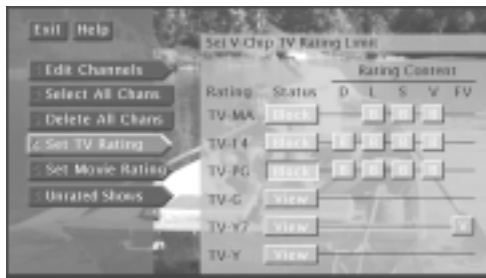 Exit Help
Set V-Chip TV Rating Limit
Edit Channels
Select All Chans
Delete All Chans
Set TV Rating
Set Movie Rating
Unrated Shows
Rating Content
Rating Status D L S V FV
TV-MA Block B B B
TV-14 Block B B B B
TV-PG Block B B B B
TV-G View
TV-Y7 View
TV-Y View